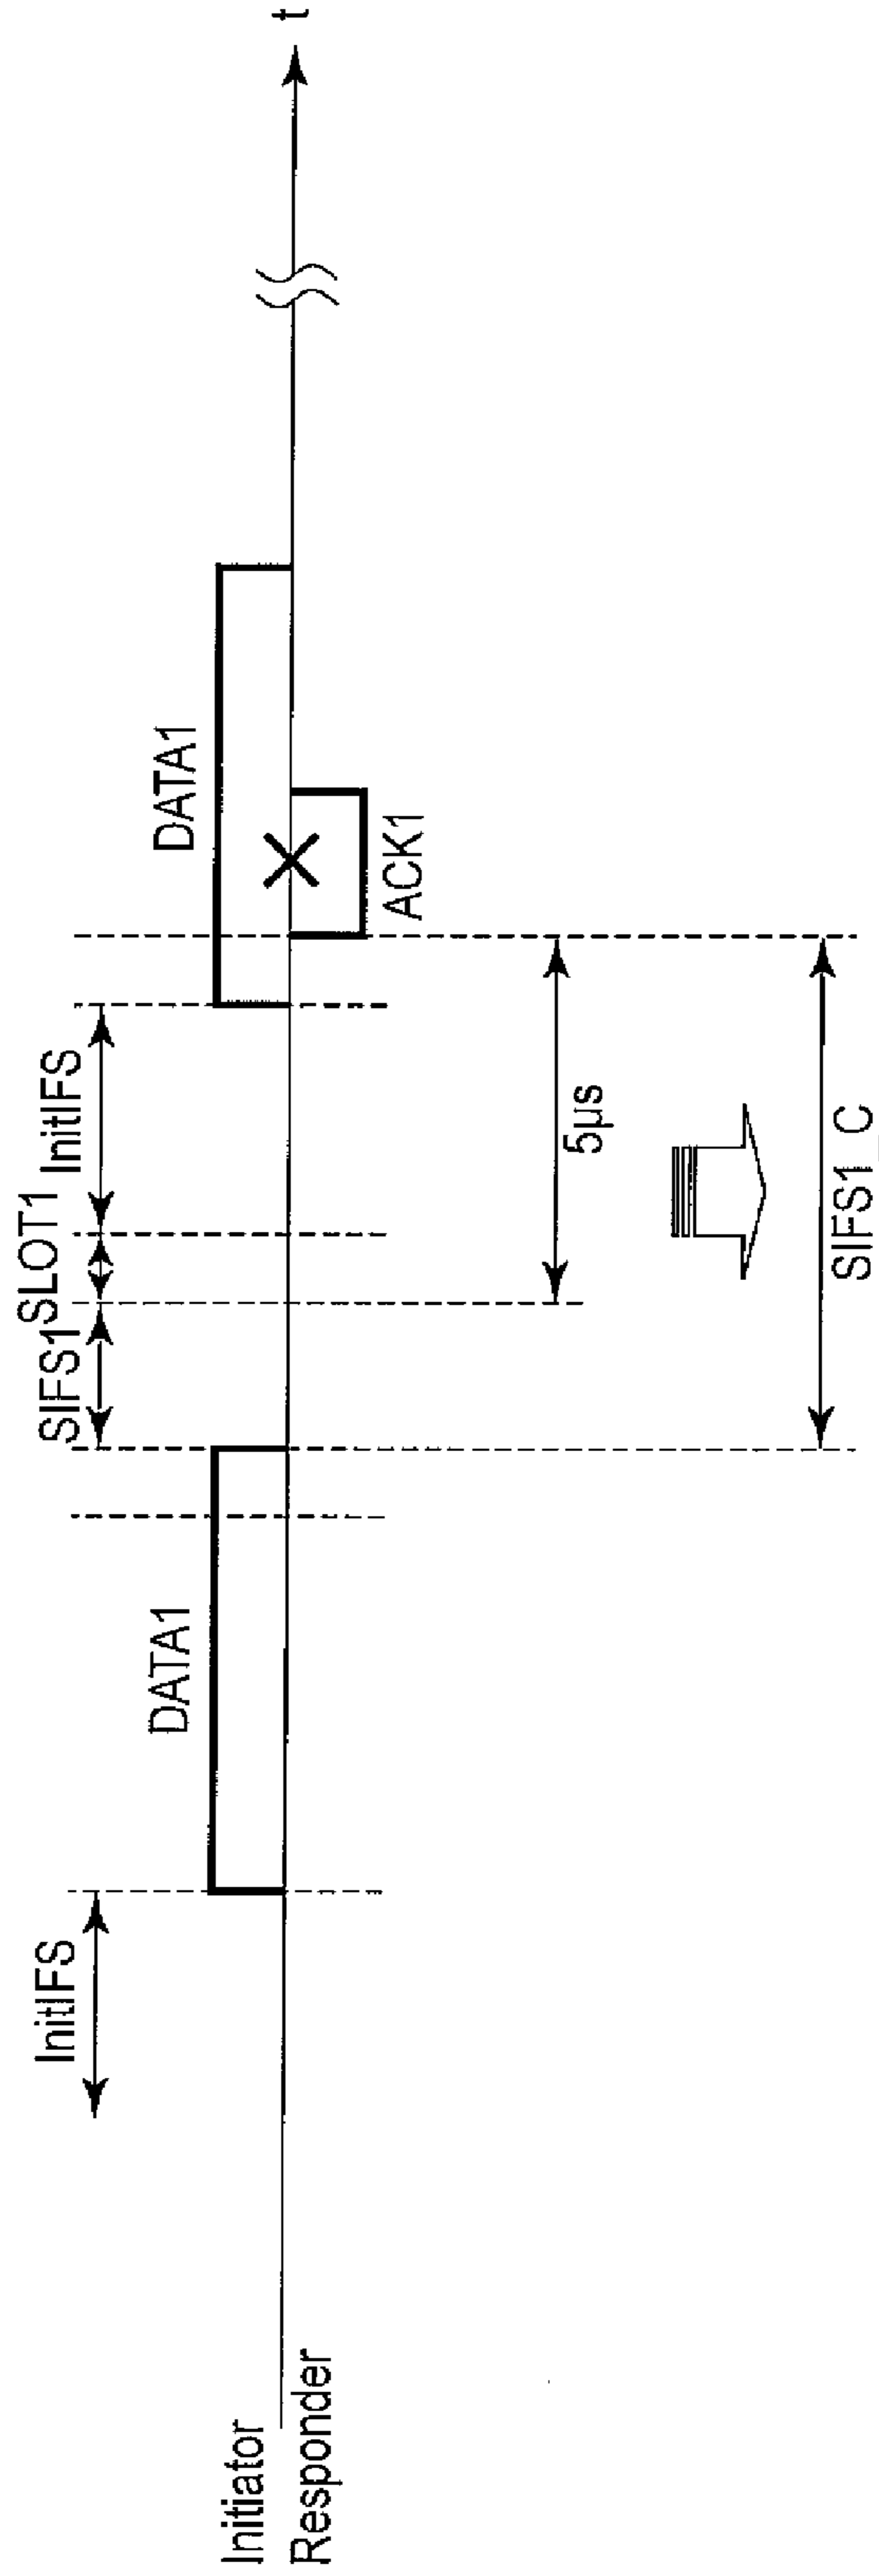 InitIFS
SIFS1
SLOT1
InitIFS
DATA1
DATA1
Initiator
Responder
t
ACK1
5µs
SIFS1_C